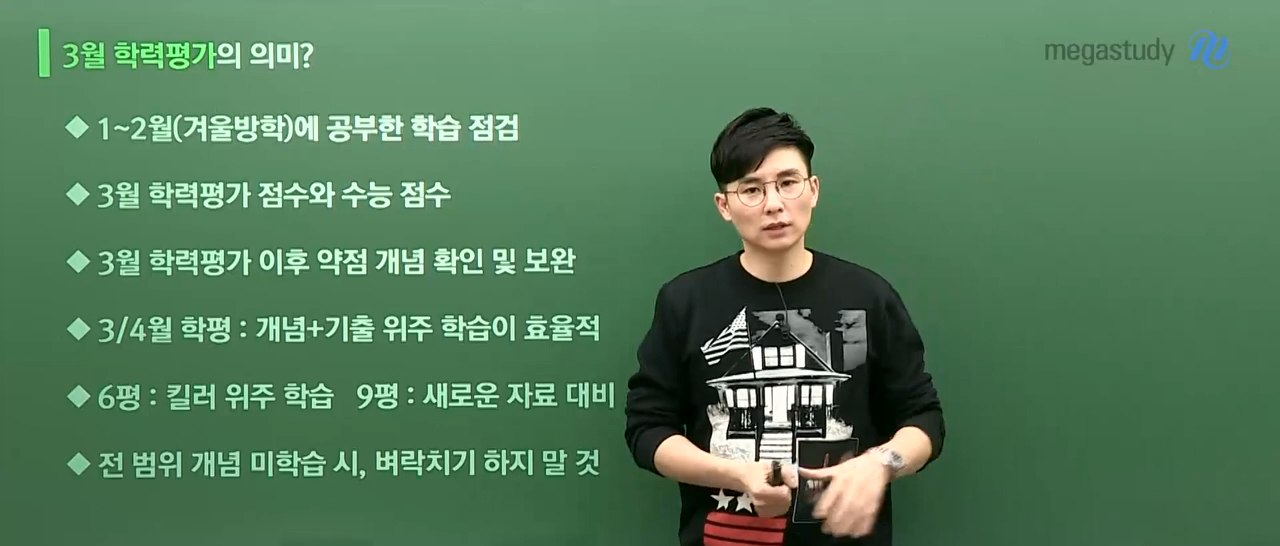 3월 학력평가의 의미?
megastudy
◆ 1~2월(겨울방학)에 공부한 학습 점검
◆ 3월 학력평가 점수와 수능 점수
◆ 3월 학력평가 이후 약점 개념 확인 및 보완
◆ 3/4월 학평 : 개념+기출 위주 학습이 효율적
◆ 6평 : 킬러 위주 학습 9평 : 새로운 자료 대비
◆ 전 범위 개념 미학습 시, 벼락치기 하지 말 것